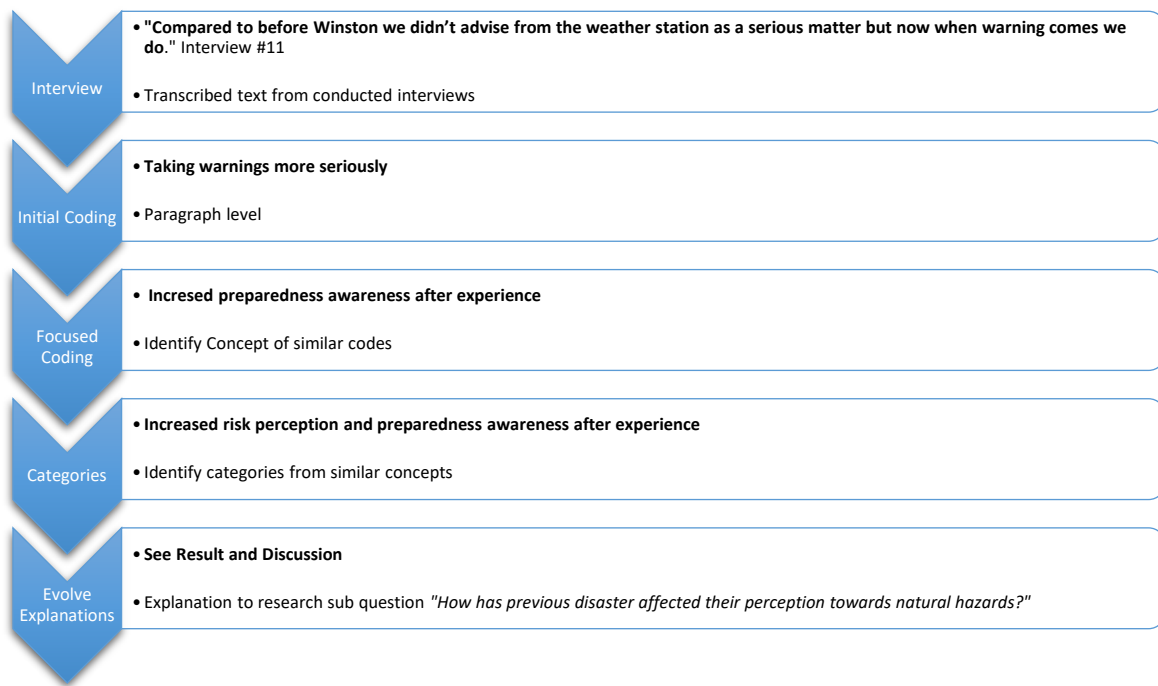 Interview
• "Compared to before Winston we didn’t advise from the weather station as a serious matter but now when warning comes we
do." Interview #11
• Transcribed text from conducted interviews
Initial Coding
• Taking warnings more seriously
• Paragraph level
Focused
Coding
• Incresed preparedness awareness after experience
• Identify Concept of similar codes
Categories
• Increased risk perception and preparedness awareness after experience
• Identify categories from similar concepts
Evolve
Explanations
• See Result and Discussion
• Explanation to research sub question "How has previous disaster affected their perception towards natural hazards?"